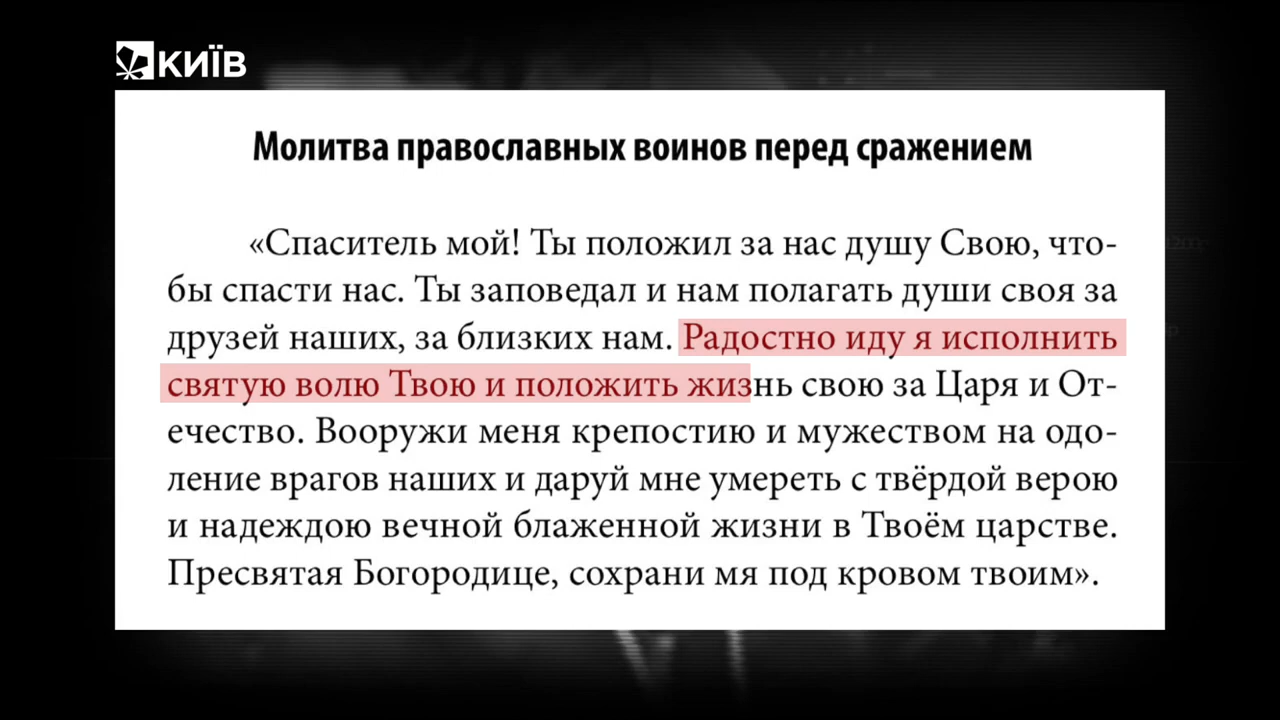 КИЇВ
Молитва православных воинов перед сражением
«Спаситель мой! Ты положил за нас душу Свою, что-
бы спасти нас. Ты заповедал и нам полагать души своя за
друзей наших, за близких нам. Радостно иду я исполнить
святую волю Твою и положить жизнь свою за Царя и От-
ечество. Вооружи меня крепостию и мужеством на одо-
ление врагов наших и даруй мне умереть с твёрдой верою
и надеждою вечной блаженной жизни в Твоём царстве.
Пресвятая Богородице, сохрани мя под кровом твоим».